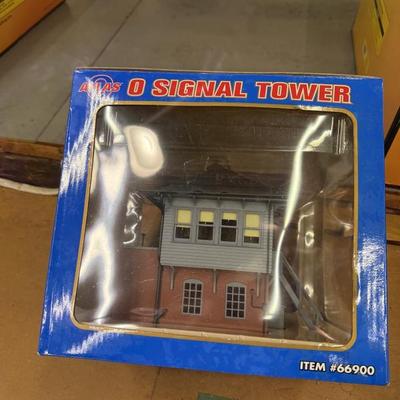 ATLAS O SIGNAL TOWER
ITEM #66900